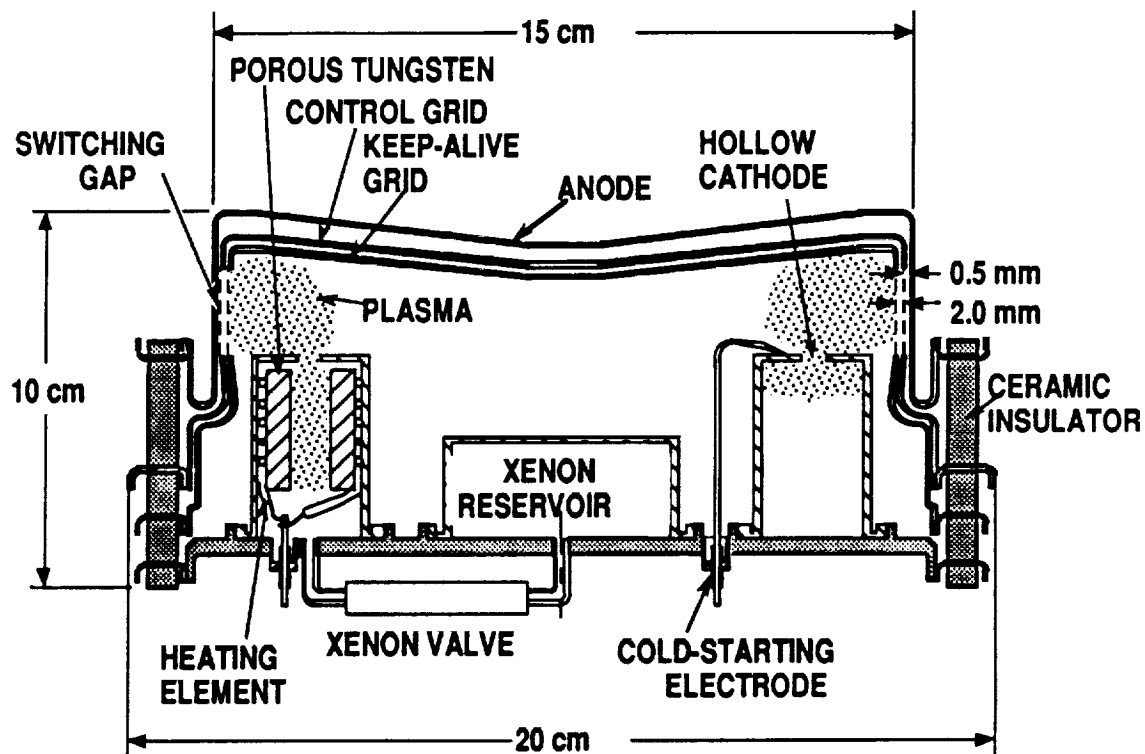 15 cm
POROUS TUNGSTEN
CONTROL GRID
KEEP-ALIVE
GRID
SWITCHING
GAP
HOLLOW
CATHODE
ANODE
0.5 mm
2.0 mm
PLASMA
10 cm
CERAMIC
INSULATOR
XENON
RESERVOIR
XENON VALVE
HEATING
ELEMENT
COLD-STARTING
ELECTRODE
20 cm